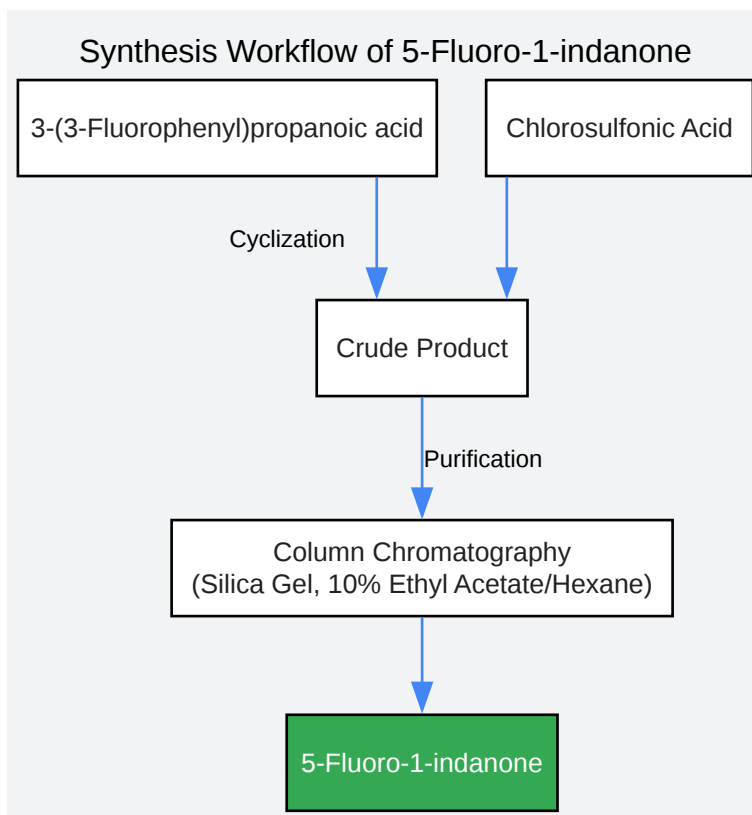 Synthesis Workflow of 5-Fluoro-1-indanone
3-(3-Fluorophenyl)propanoic acid
Chlorosulfonic Acid
Cyclization
Crude Product
Purification
Column Chromatography
(Silica Gel, 10% Ethyl Acetate/Hexane)
5-Fluoro-1-indanone